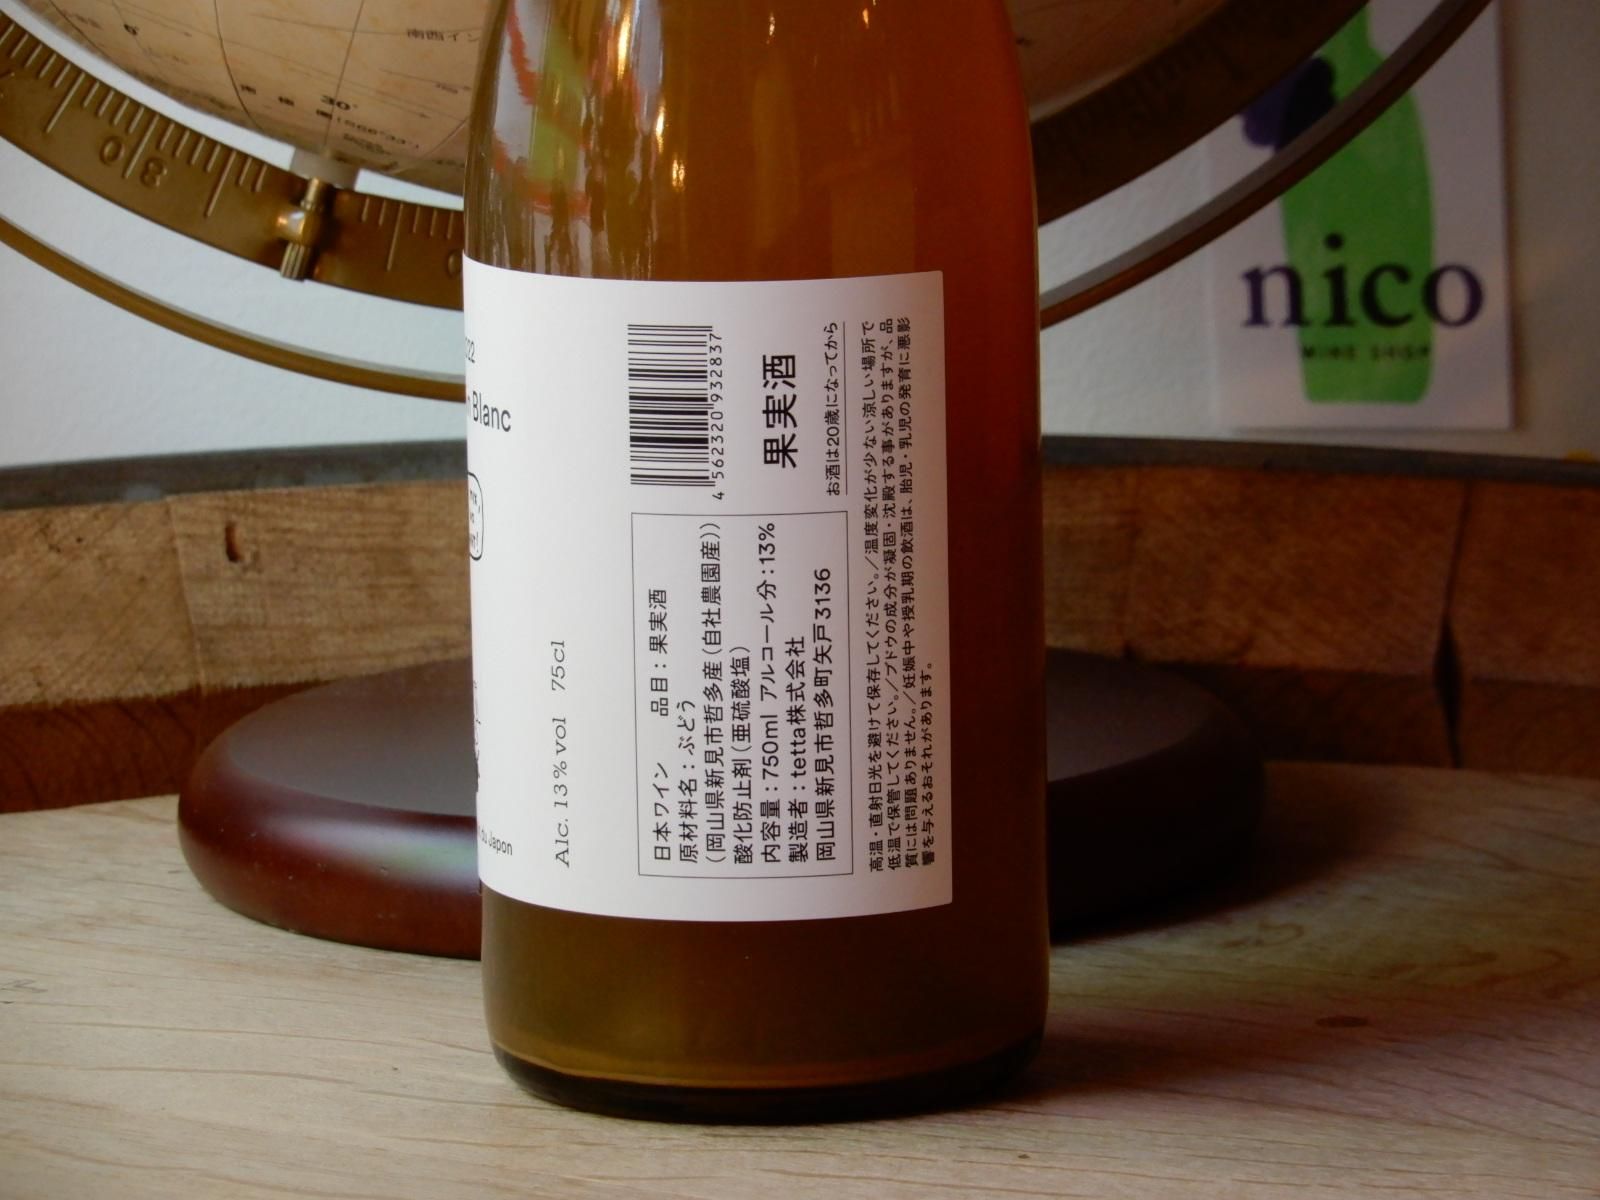 Blanc
Alc. 13%vol 75cl
du Japon
日本ワイン 品目：果実酒
原材料名：ぶどう
（岡山県新見市哲多産（自社農園産））
酸化防止剤（亜硫酸塩）
内容量：750ml アルコール分：13%
製造者：tetta株式会社
岡山県新見市哲多町矢戸3136
4 562320 932837
果実酒
お酒は20歳になってから
高温・直射日光を避けて保存してください。／温度変化が少ない涼しい場所で
低温で保管してください。／ブドウの成分が凝固・沈殿する事がありますが、品
質には問題ありません。／妊娠中や授乳期の飲酒は、胎児・乳児の発育に悪影
響を与えるおそれがあります。
nico
WINE SHOP
30°
30